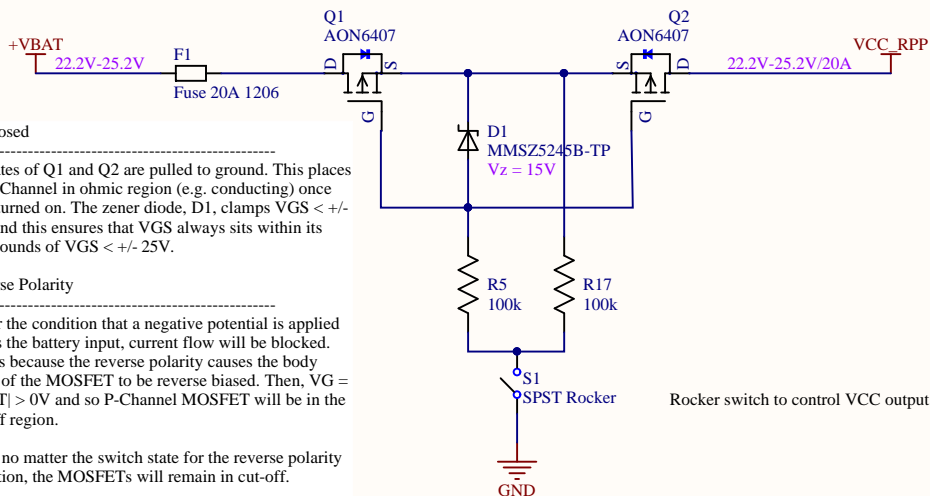 Q1
AON6407
Q2
AON6407
+VBAT
22.2V-25.2V
F1
Fuse 20A 1206
D
S
G
S
D
G
22.2V-25.2V/20A
VCC_RPP
D1
MMSZ5245B-TP
Vz = 15V
R5
100k
R17
100k
S1
SPST Rocker
GND
Rocker switch to control VCC output
osed
------------------------------------------------
tes of Q1 and Q2 are pulled to ground. This places
Channel in ohmic region (e.g. conducting) once
urned on. The zener diode, D1, clamps VGS < +/-
nd this ensures that VGS always sits within its
ounds of VGS < +/- 25V.
se Polarity
------------------------------------------------
r the condition that a negative potential is applied
s the battery input, current flow will be blocked.
s because the reverse polarity causes the body
of the MOSFET to be reverse biased. Then, VG =
T| > 0V and so P-Channel MOSFET will be in the
f region.
no matter the switch state for the reverse polarity
tion, the MOSFETs will remain in cut-off.